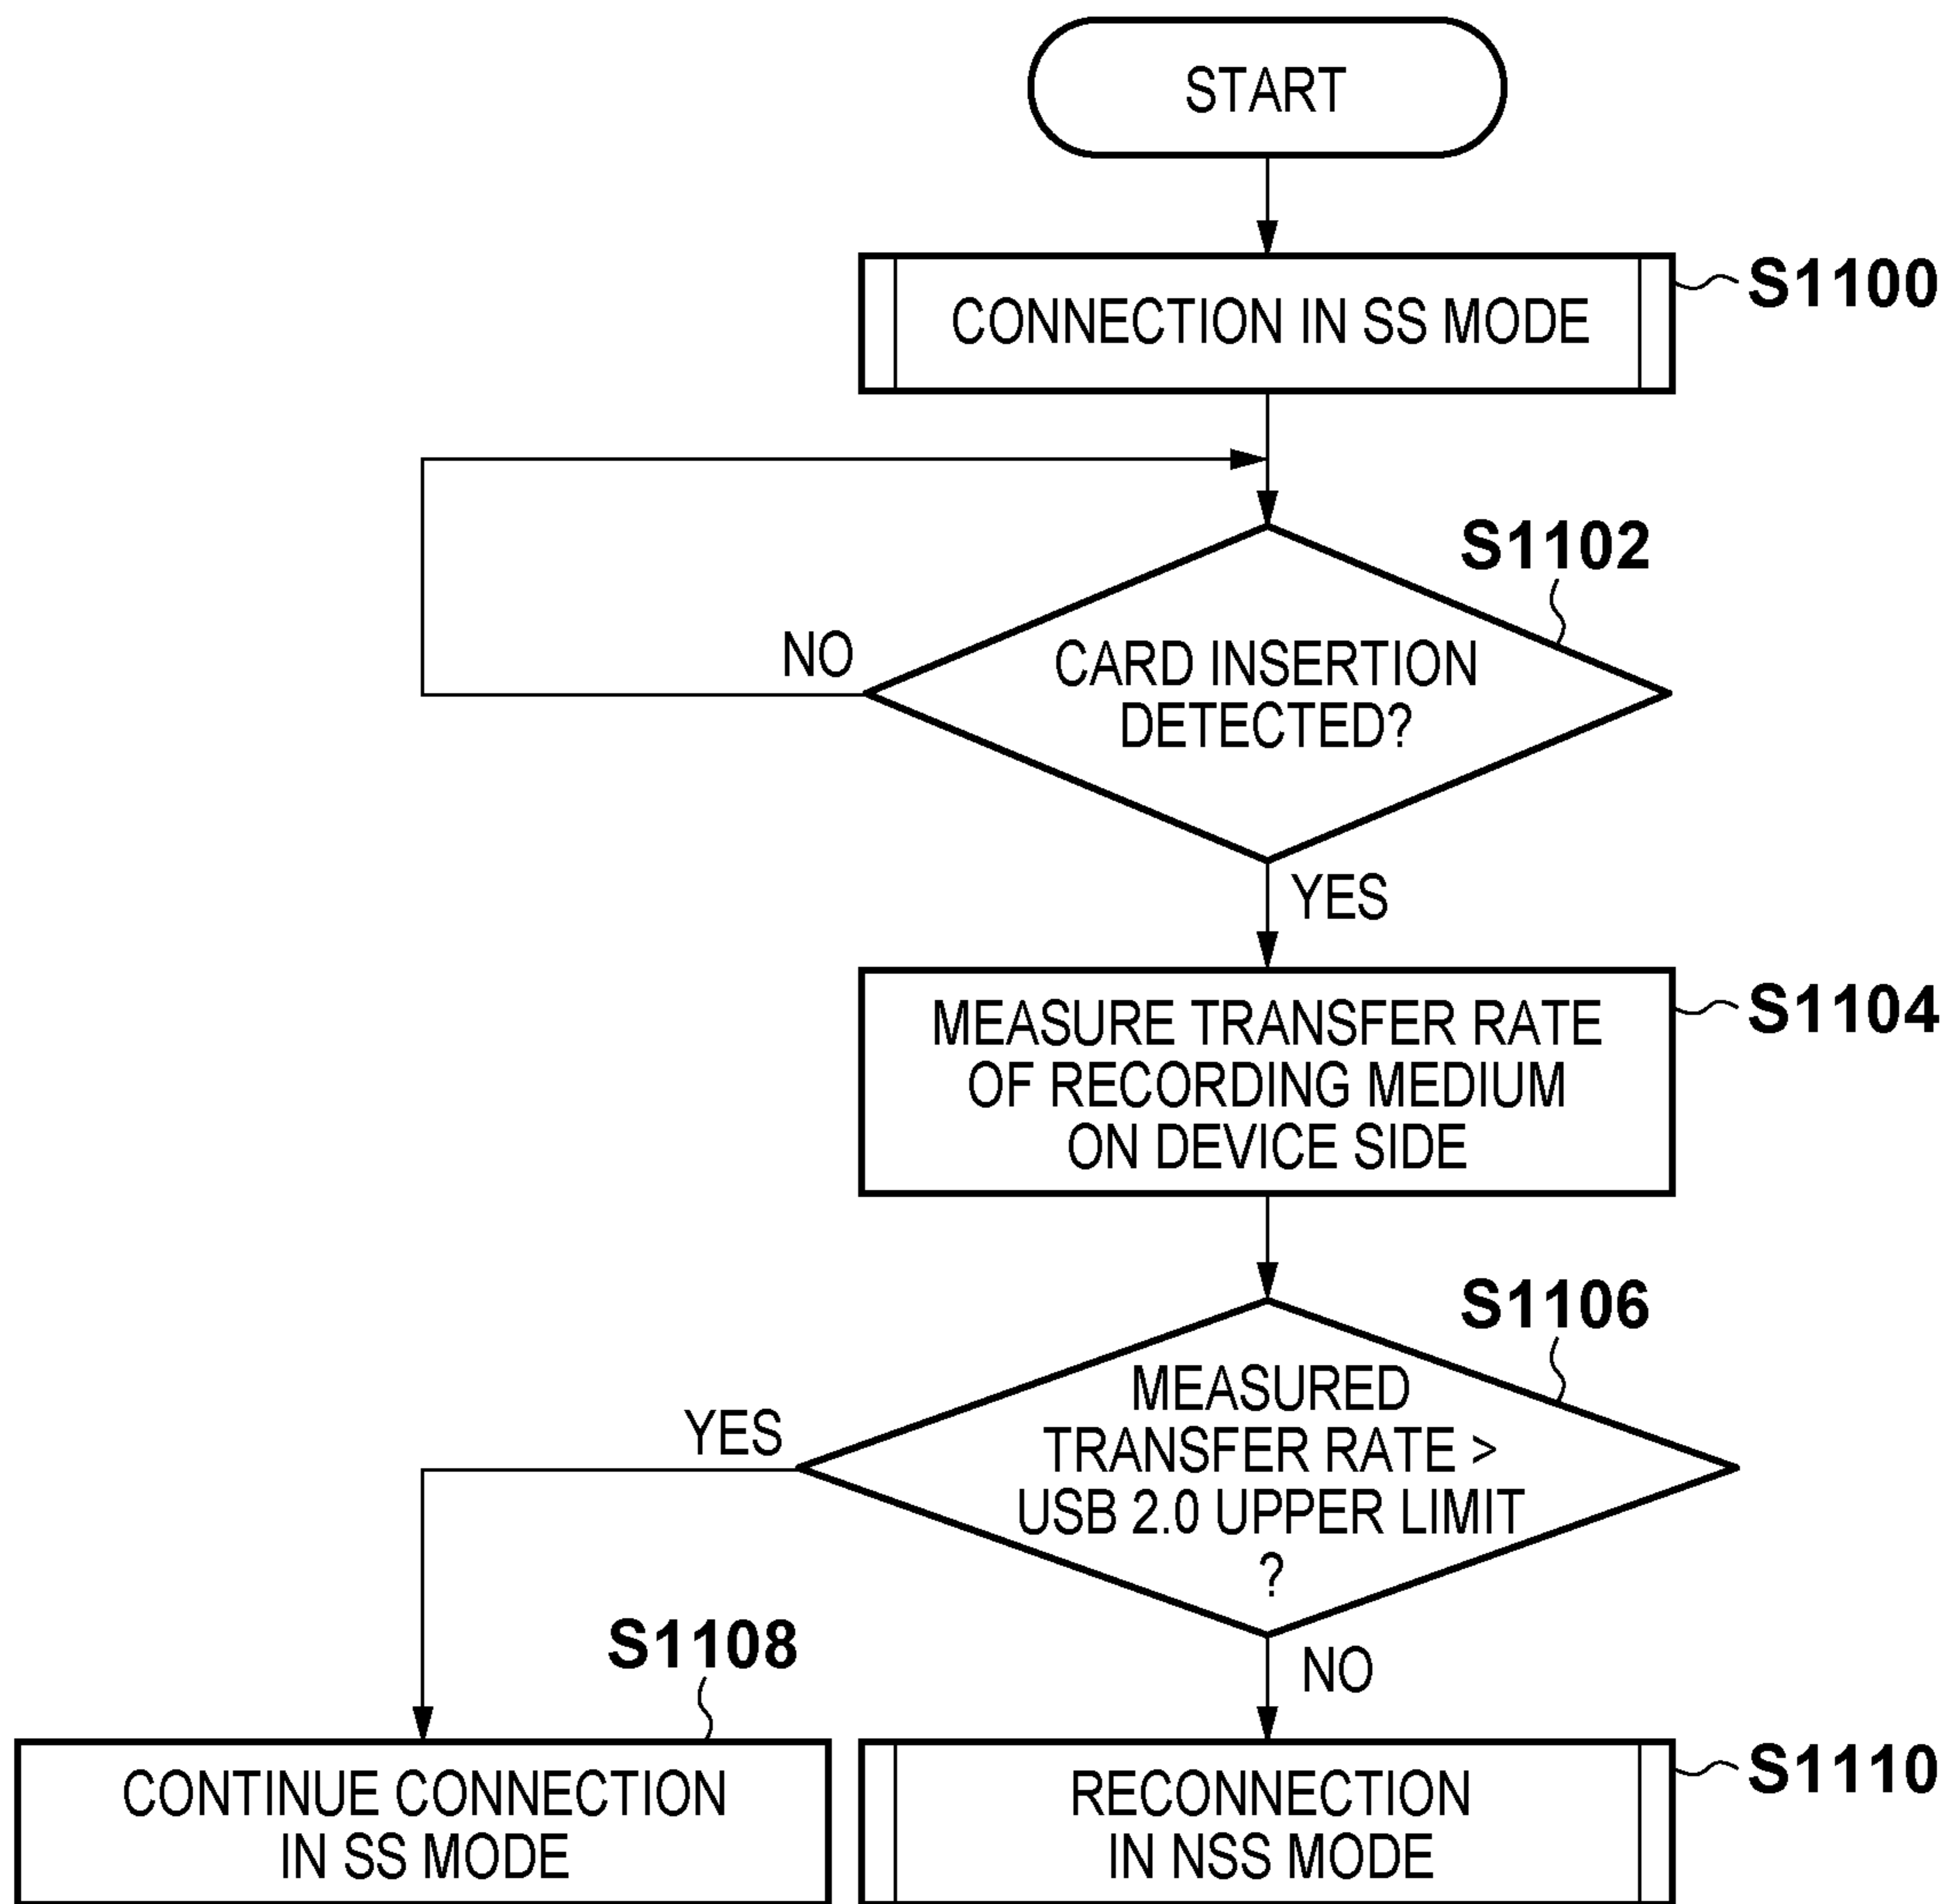 START
CONNECTION IN SS MODE
S1100
S1102
CARD INSERTION
DETECTED?
NO
YES
MEASURE TRANSFER RATE
OF RECORDING MEDIUM
ON DEVICE SIDE
S1104
S1106
MEASURED
TRANSFER RATE >
USB 2.0 UPPER LIMIT
?
YES
NO
S1108
CONTINUE CONNECTION
IN SS MODE
RECONNECTION
IN NSS MODE
S1110